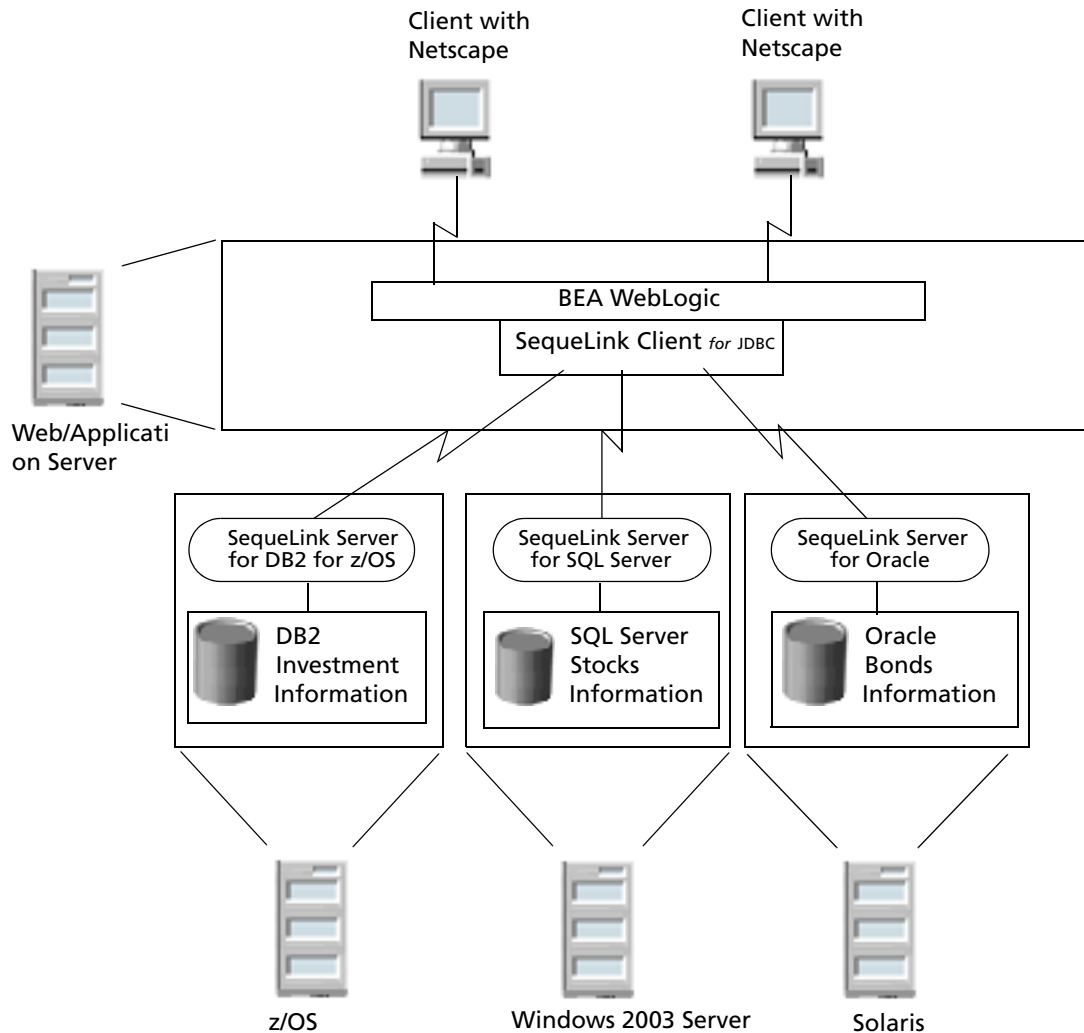 Client with
Netscape
Client with
Netscape
BEA WebLogic
SequeLink Client for JDBC
Web/Applicati
on Server
SequeLink Server
for DB2 for z/OS
SequeLink Server
for SQL Server
SequeLink Server
for Oracle
DB2
Investment
Information
SQL Server
Stocks
Information
Oracle
Bonds
Information
z/OS
Windows 2003 Server
Solaris